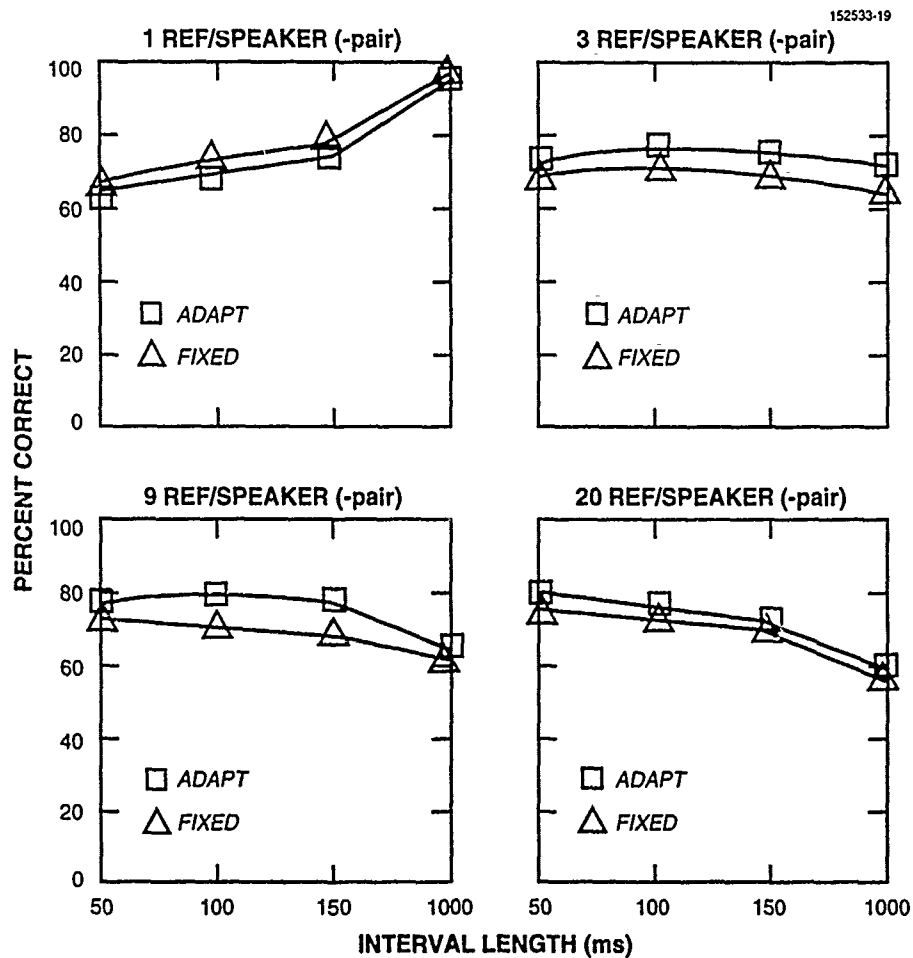 152533-19
1 REF/SPEAKER (-pair)
3 REF/SPEAKER (-pair)
100
80
60
40
20
0
ADAPT
FIXED
ADAPT
FIXED
PERCENT CORRECT
9 REF/SPEAKER (-pair)
20 REF/SPEAKER (-pair)
100
80
60
40
20
0
ADAPT
FIXED
ADAPT
FIXED
50 100 150 1000
50 100 150 1000
INTERVAL LENGTH (ms)